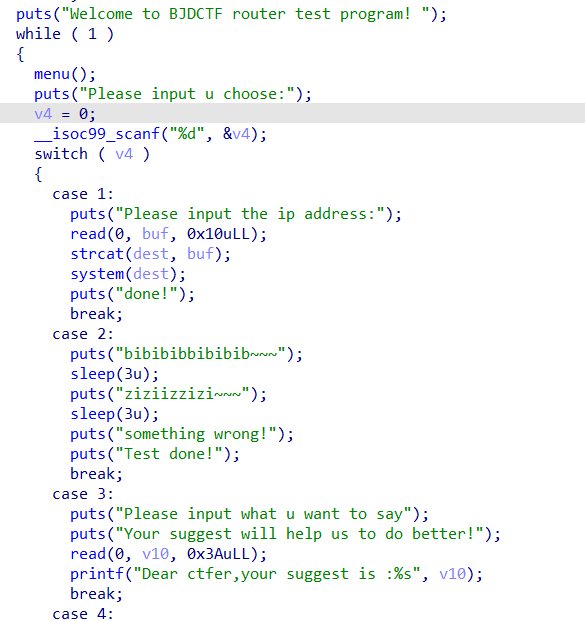 puts("Welcome to BJDCTF router test program! ");
while ( 1 )
{
menu();
puts("Please input u choose:");
v4 = 0;
__isoc99_scanf("%d", &v4);
switch ( v4 )
{
case 1:
puts("Please input the ip address:");
read(0, buf, 0x10uLL);
strcat(dest, buf);
system(dest);
puts("done!");
break;
case 2:
puts("bibibibbibibib~~~");
sleep(3u);
puts("ziziizzizi~~~");
sleep(3u);
puts("something wrong!");
puts("Test done!");
break;
case 3:
puts("Please input what u want to say");
puts("Your suggest will help us to do better!");
read(0, v10, 0x3AuLL);
printf("Dear ctfer,your suggest is :%s", v10);
break;
case 4: